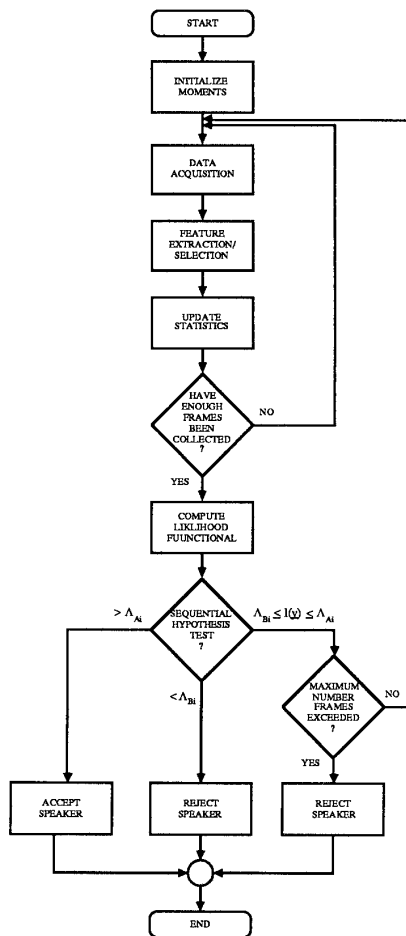 START
INITIALIZE
MOMENTS
DATA
ACQUISITION
FEATURE
EXTRACTION/
SELECTION
UPDATE
STATISTICS
HAVE
ENOUGH
FRAMES
BEEN
COLLECTED
?
NO
YES
COMPUTE
LIKLIHOOD
FUUNCTIONAL
> Λ_Ai
SEQUENTIAL
HYPOTHESIS
TEST
?
Λ_Bi ≤ l(y) ≤ Λ_Ai
< Λ_Bi
MAXIMUM
NUMBER
FRAMES
EXCEEDED
?
NO
YES
ACCEPT
SPEAKER
REJECT
SPEAKER
REJECT
SPEAKER
END